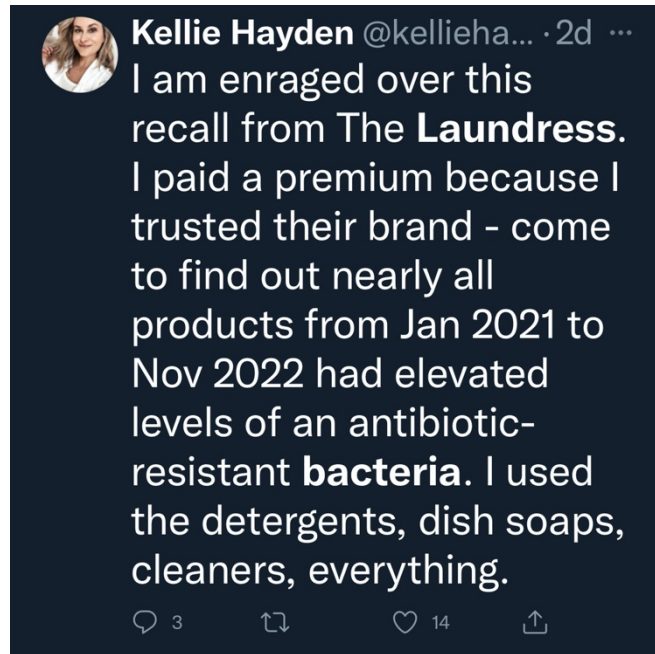 Kellie Hayden @kellieha... · 2d ...
I am enraged over this
recall from The Laundress.
I paid a premium because I
trusted their brand - come
to find out nearly all
products from Jan 2021 to
Nov 2022 had elevated
levels of an antibiotic-
resistant bacteria. I used
the detergents, dish soaps,
cleaners, everything.
3 14